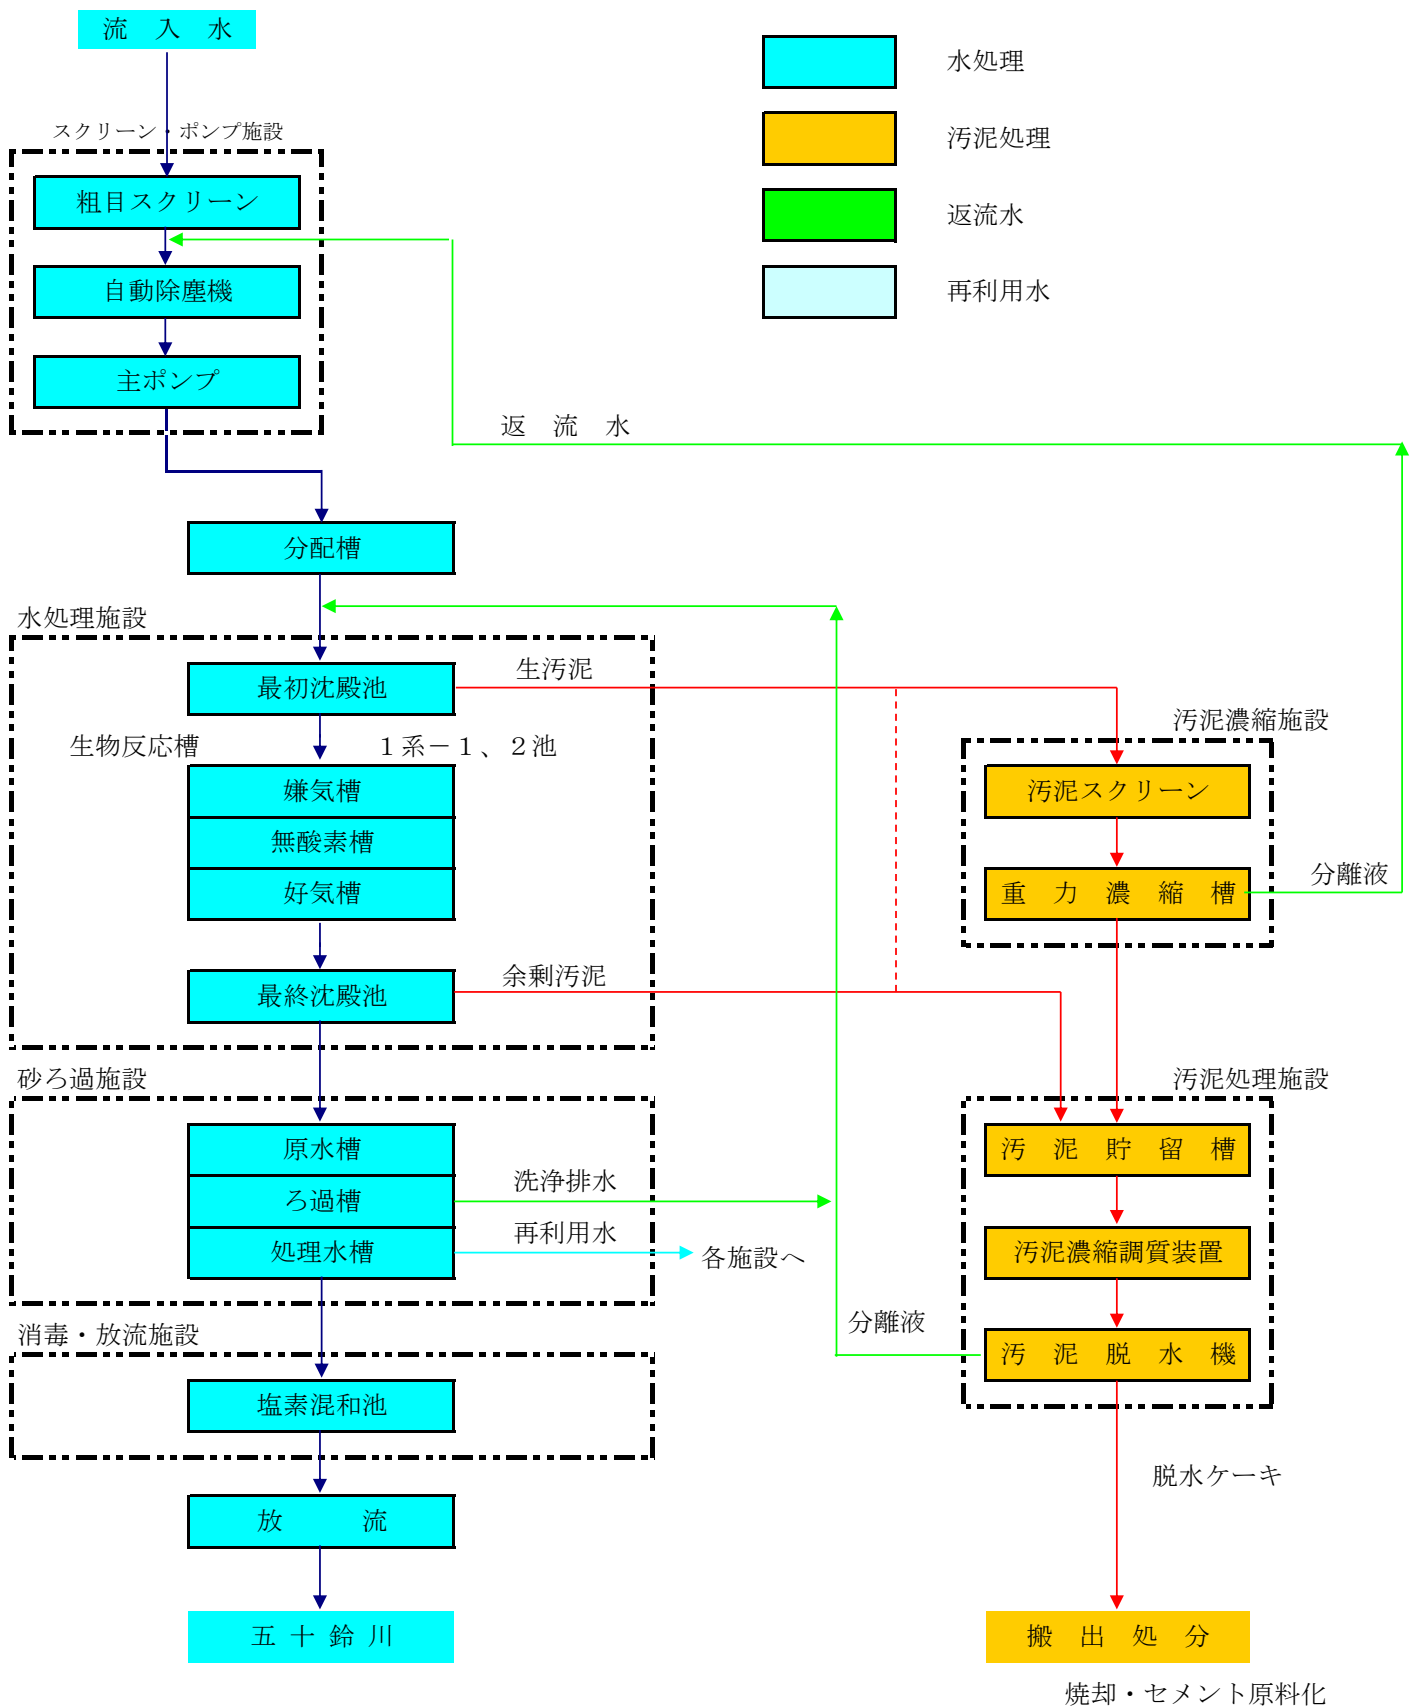 流　入　水
水処理
汚泥処理
返流水
再利用水
スクリーン・ポンプ施設
粗目スクリーン
自動除塵機
主ポンプ
返　流　水
分配槽
水処理施設
最初沈殿池
生汚泥
生物反応槽
１系－１、２池
嫌気槽
無酸素槽
好気槽
最終沈殿池
余剰汚泥
汚泥濃縮施設
汚泥スクリーン
重　力　濃　縮　槽
分離液
砂ろ過施設
原水槽
ろ過槽
洗浄排水
処理水槽
再利用水
各施設へ
汚泥処理施設
汚　泥　貯　留　槽
汚泥濃縮調質装置
汚　泥　脱　水　機
分離液
消毒・放流施設
塩素混和池
放　　　流
五 十 鈴 川
脱水ケーキ
搬　出　処　分
焼却・セメント原料化